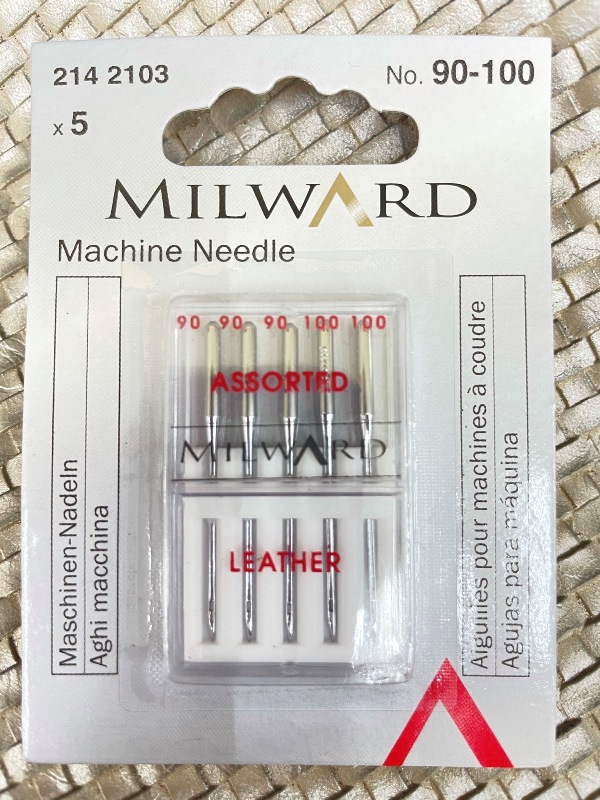 214 2103
No. 90-100
x 5
MILWARD
Machine Needle
90 90 90 100 100
ASSORTED
MILWARD
LEATHER
Maschinen-Nadeln
Aghi macchina
Aiguilles pour machines à coudre
Agujas para máquina